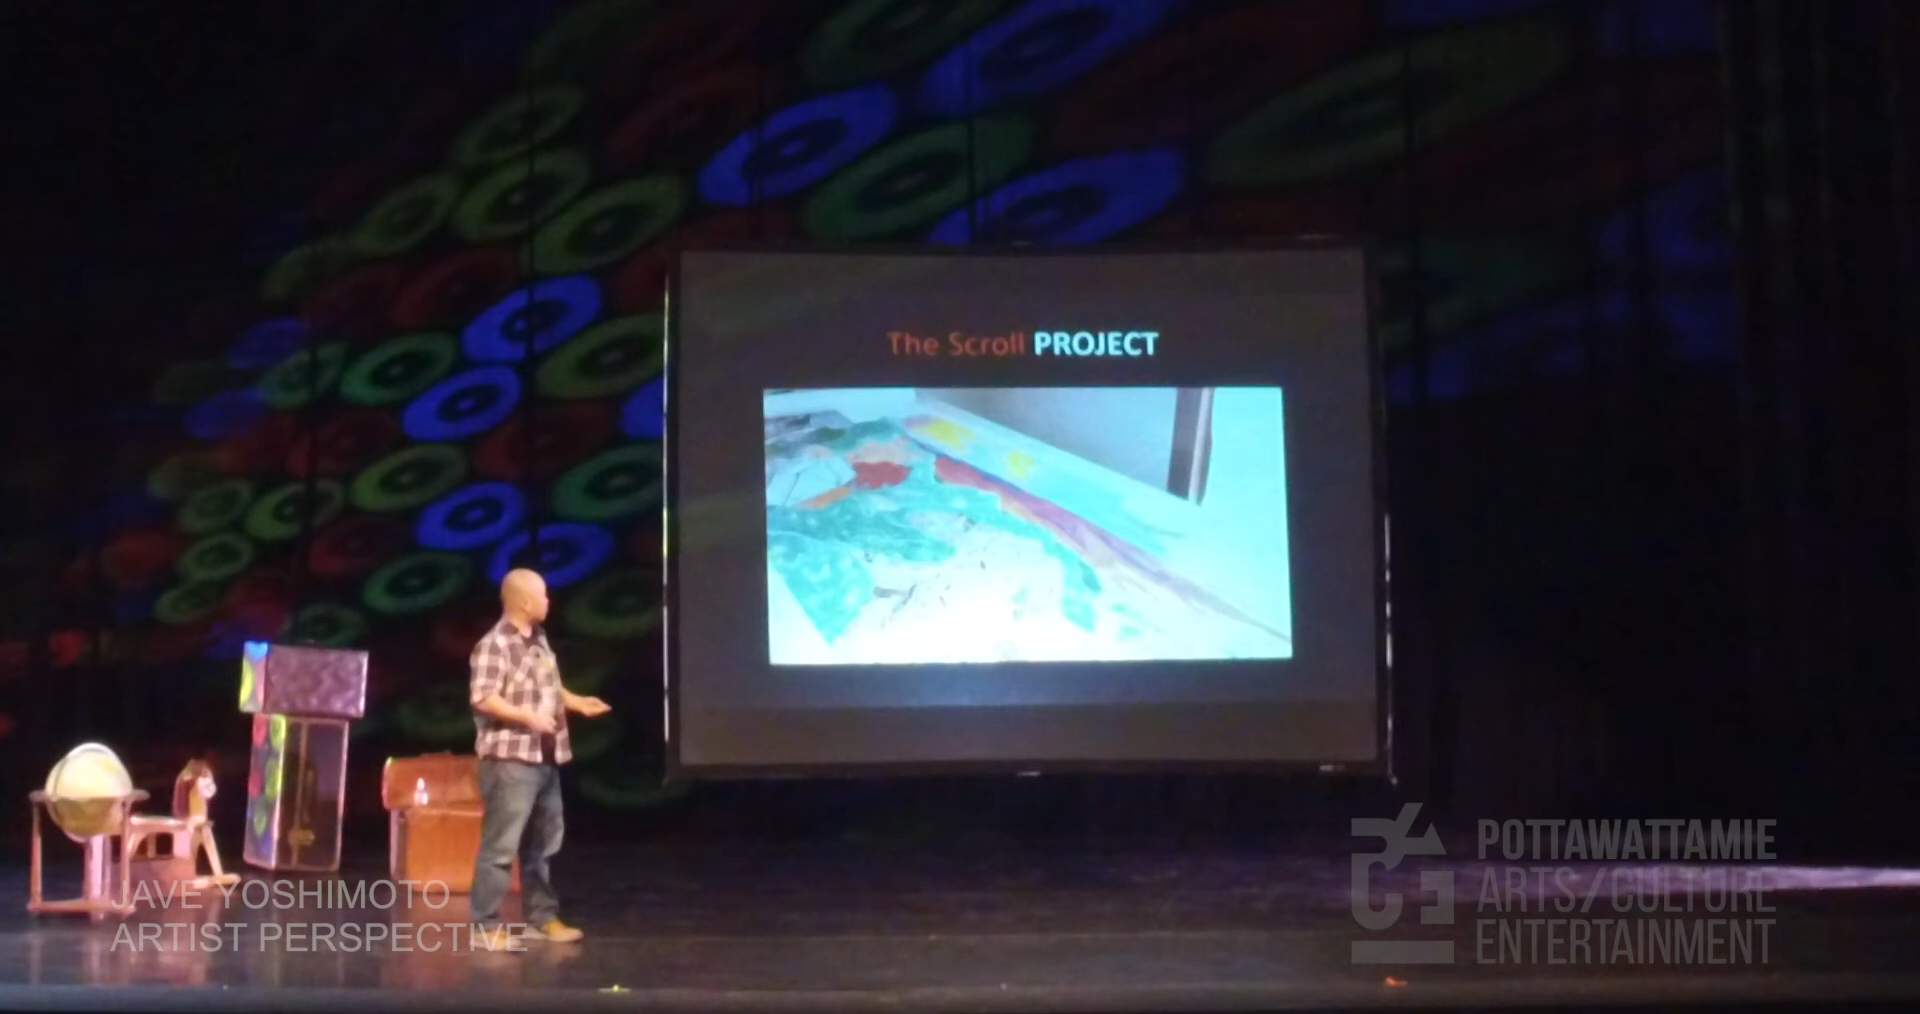 The Scroll PROJECT
JAVE YOSHIMOTO
ARTIST PERSPECTIVE
POTTAWATTAMIE
ARTS/CULTURE
ENTERTAINMENT